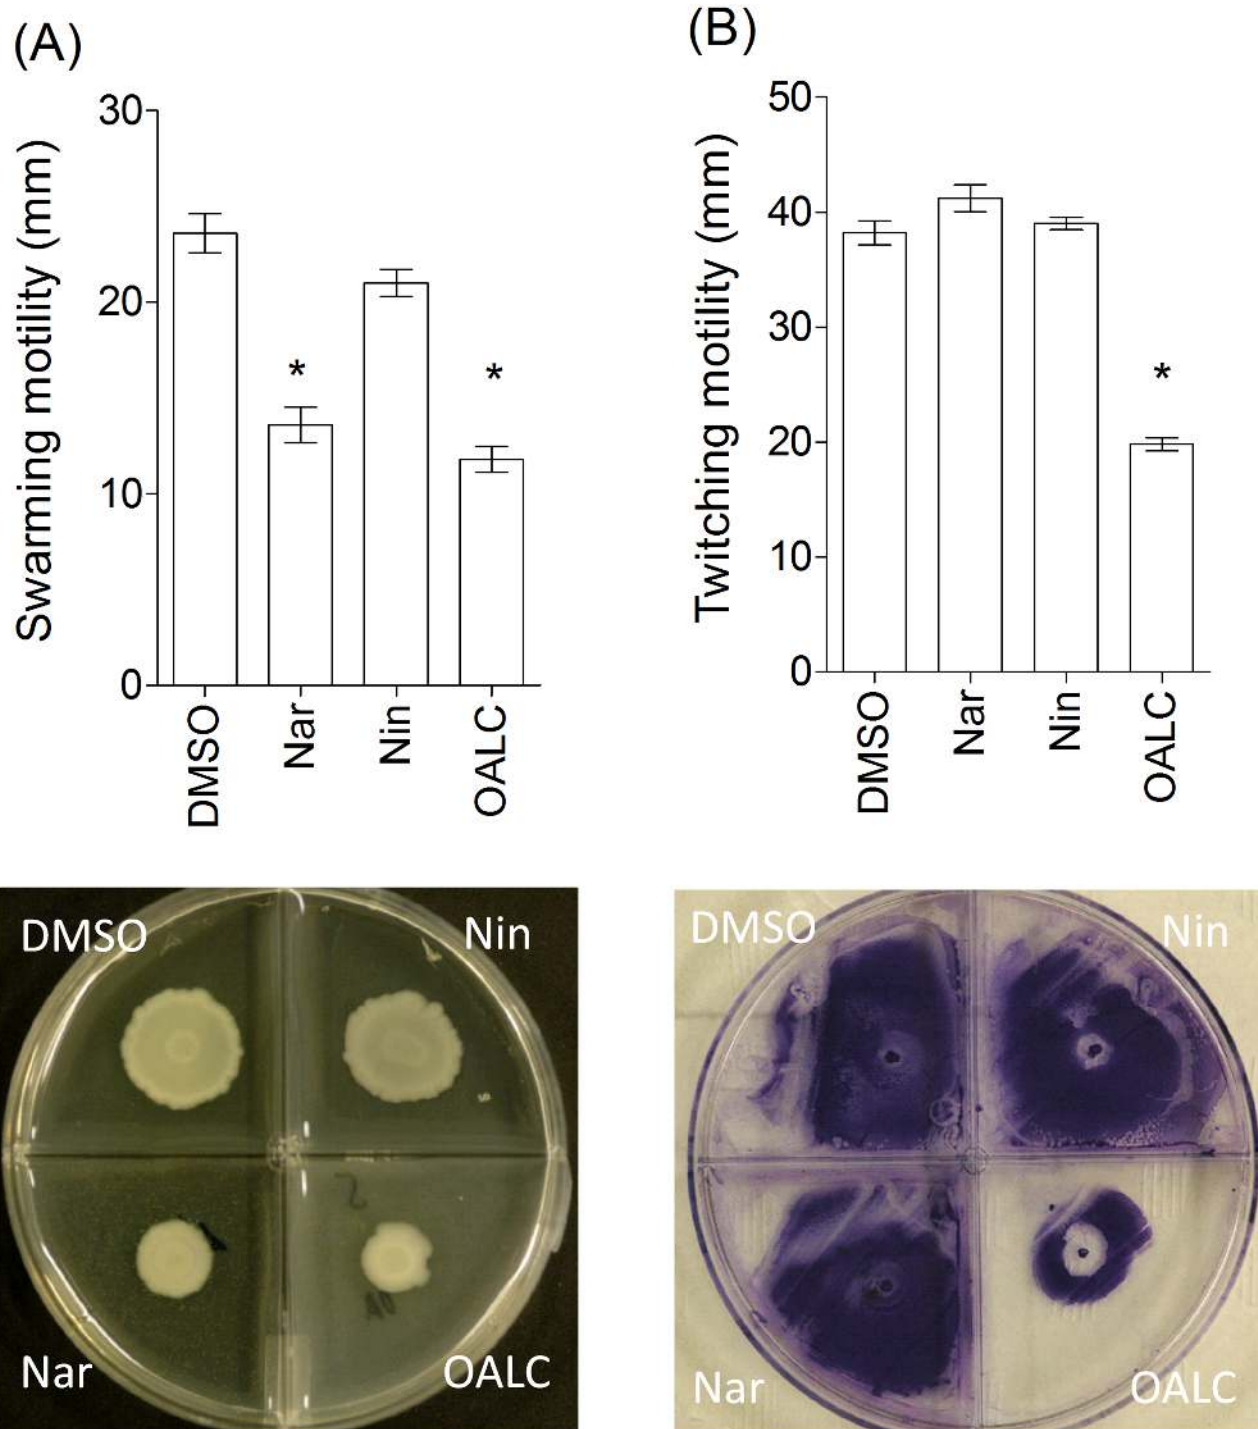 (A)
Swarming motility (mm)
30
20
10
0
DMSO
Nar
Nin
OALC
*
*
(B)
Twitching motility (mm)
50
40
30
20
10
0
DMSO
Nar
Nin
OALC
*
DMSO
Nin
Nar
OALC
DMSO
Nin
Nar
OALC